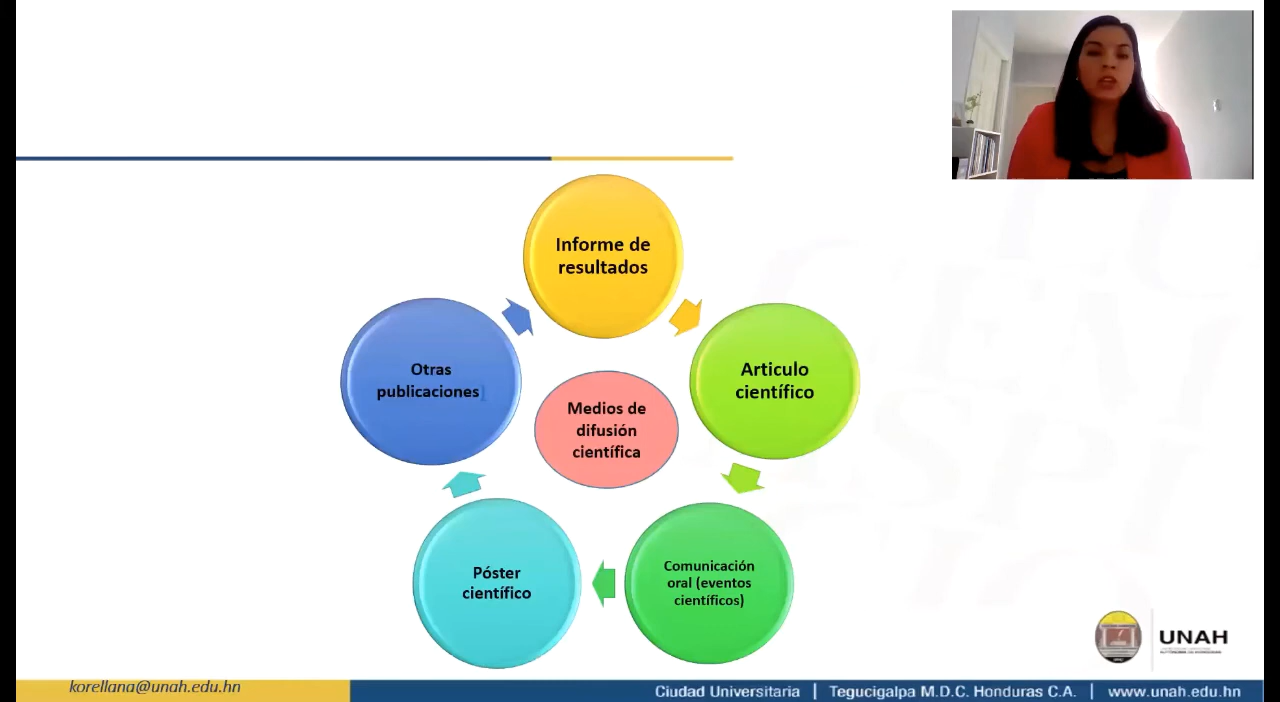 Informe de
resultados
Articulo
científico
Comunicación
oral (eventos
científicos)
Póster
científico
Otras
publicaciones
Medios de
difusión
científica
UNAH
korellana@unah.edu.hn
Ciudad Universitaria | Tegucigalpa M.D.C. Honduras C.A. | www.unah.edu.hn